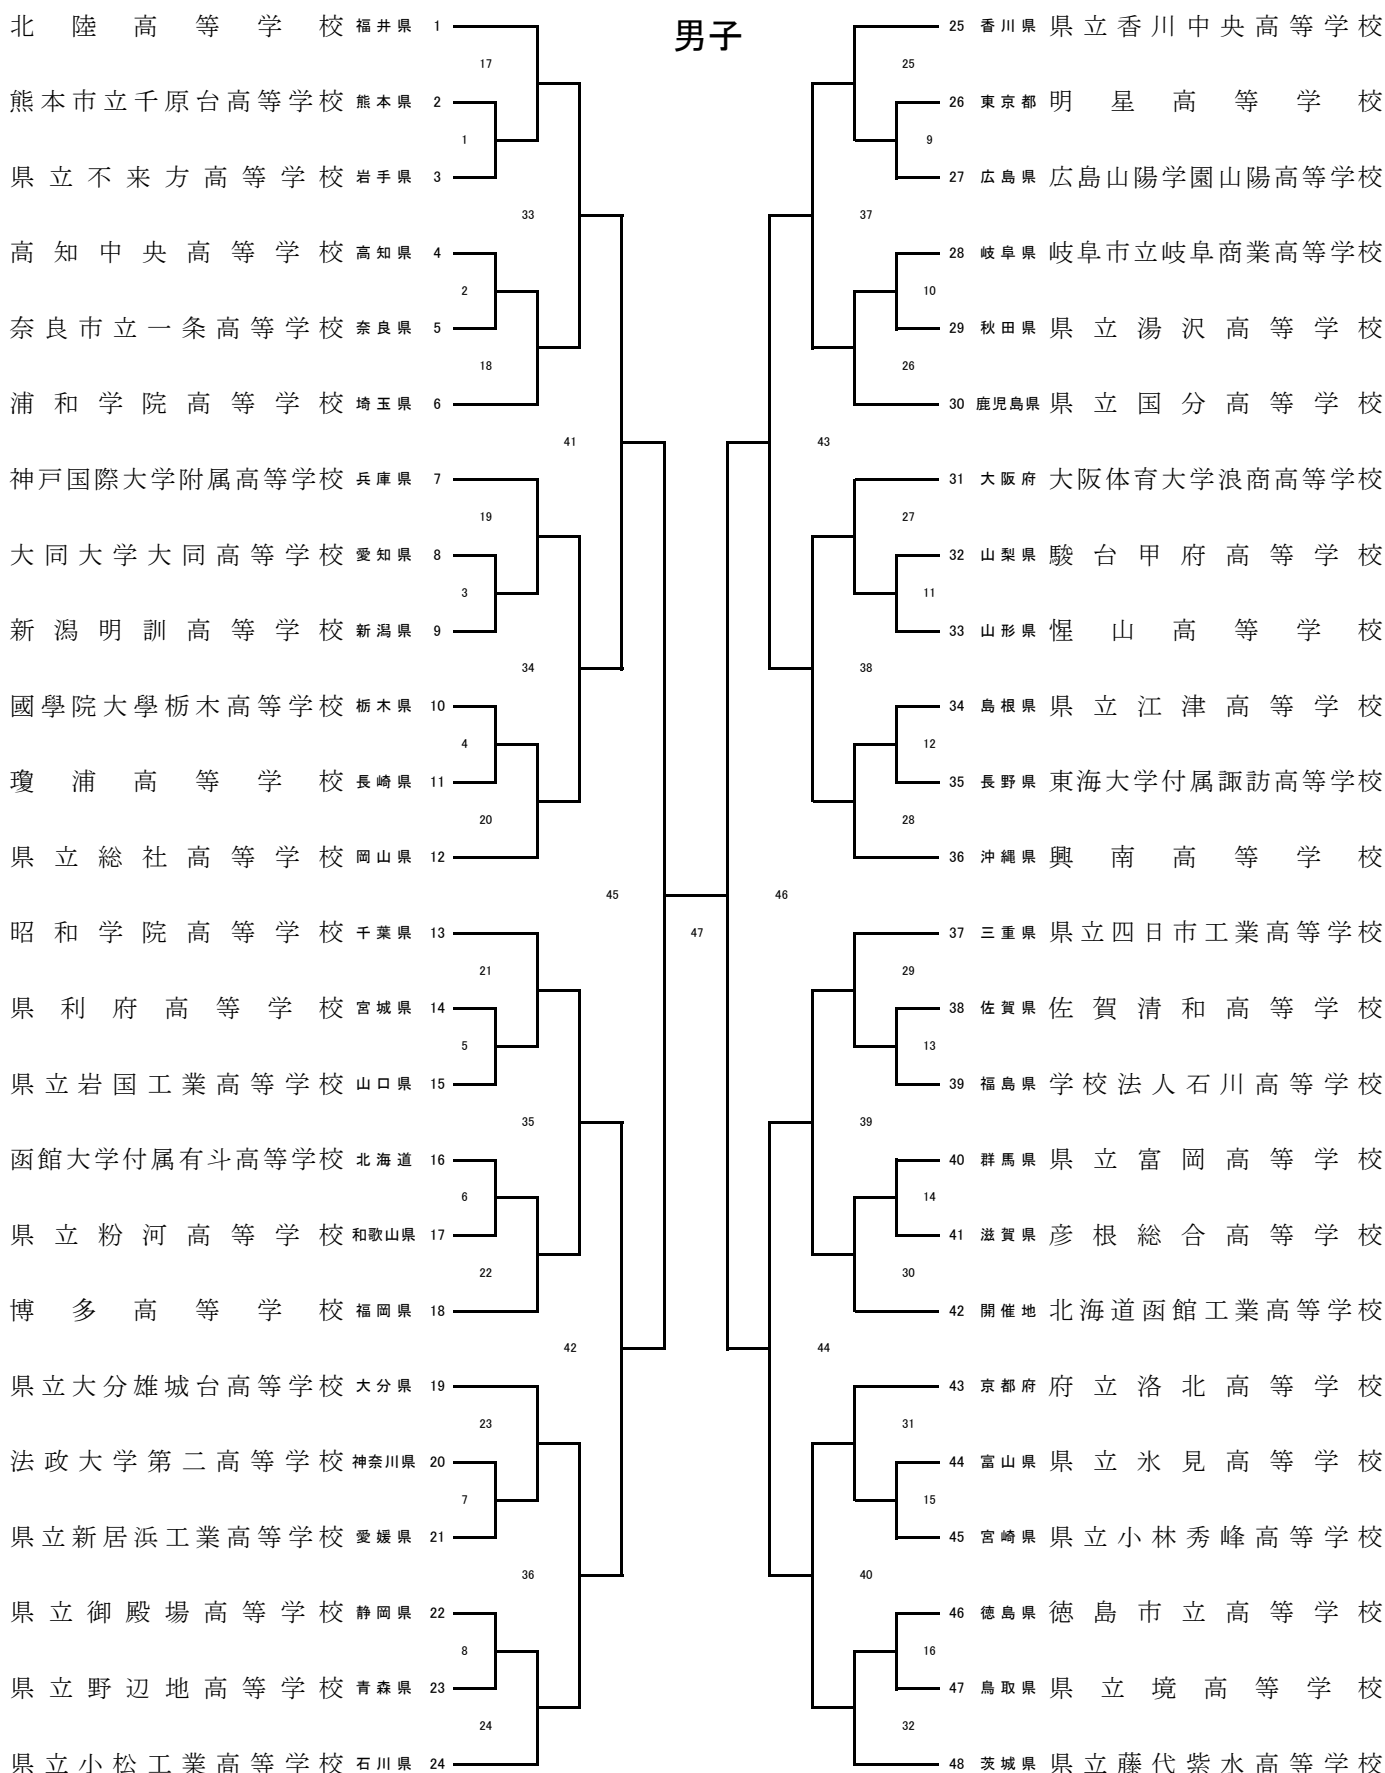 男子
北陸高等学校 福井県 1
17
熊本市立千原台高等学校 熊本県 2
1
県立不来方高等学校 岩手県 3
33
高知中央高等学校 高知県 4
2
奈良市立一条高等学校 奈良県 5
18
浦和学院高等学校 埼玉県 6
41
神戸国際大学附属高等学校 兵庫県 7
19
大同大学大同高等学校 愛知県 8
3
新潟明訓高等学校 新潟県 9
34
國學院大學栃木高等学校 栃木県 10
4
瓊浦高等学校 長崎県 11
20
県立総社高等学校 岡山県 12
45
昭和学院高等学校 千葉県 13
21
県利府高等学校 宮城県 14
5
県立岩国工業高等学校 山口県 15
35
函館大学付属有斗高等学校 北海道 16
6
県立粉河高等学校 和歌山県 17
22
博多高等学校 福岡県 18
42
県立大分雄城台高等学校 大分県 19
23
法政大学第二高等学校 神奈川県 20
7
県立新居浜工業高等学校 愛媛県 21
36
県立御殿場高等学校 静岡県 22
8
県立野辺地高等学校 青森県 23
24
県立小松工業高等学校 石川県 24
47
25 香川県 県立香川中央高等学校
25
26 東京都 明星高等学校
9
27 広島県 広島山陽学園山陽高等学校
37
28 岐阜県 岐阜市立岐阜商業高等学校
10
29 秋田県 県立湯沢高等学校
26
30 鹿児島県 県立国分高等学校
43
31 大阪府 大阪体育大学浪商高等学校
27
32 山梨県 駿台甲府高等学校
11
33 山形県 惺山高等学校
38
34 島根県 県立江津高等学校
12
35 長野県 東海大学付属諏訪高等学校
28
36 沖縄県 興南高等学校
46
37 三重県 県立四日市工業高等学校
29
38 佐賀県 佐賀清和高等学校
13
39 福島県 学校法人石川高等学校
39
40 群馬県 県立富岡高等学校
14
41 滋賀県 彦根総合高等学校
30
42 開催地 北海道函館工業高等学校
44
43 京都府 府立洛北高等学校
31
44 富山県 県立氷見高等学校
15
45 宮崎県 県立小林秀峰高等学校
40
46 徳島県 徳島市立高等学校
16
47 鳥取県 県立境高等学校
32
48 茨城県 県立藤代紫水高等学校